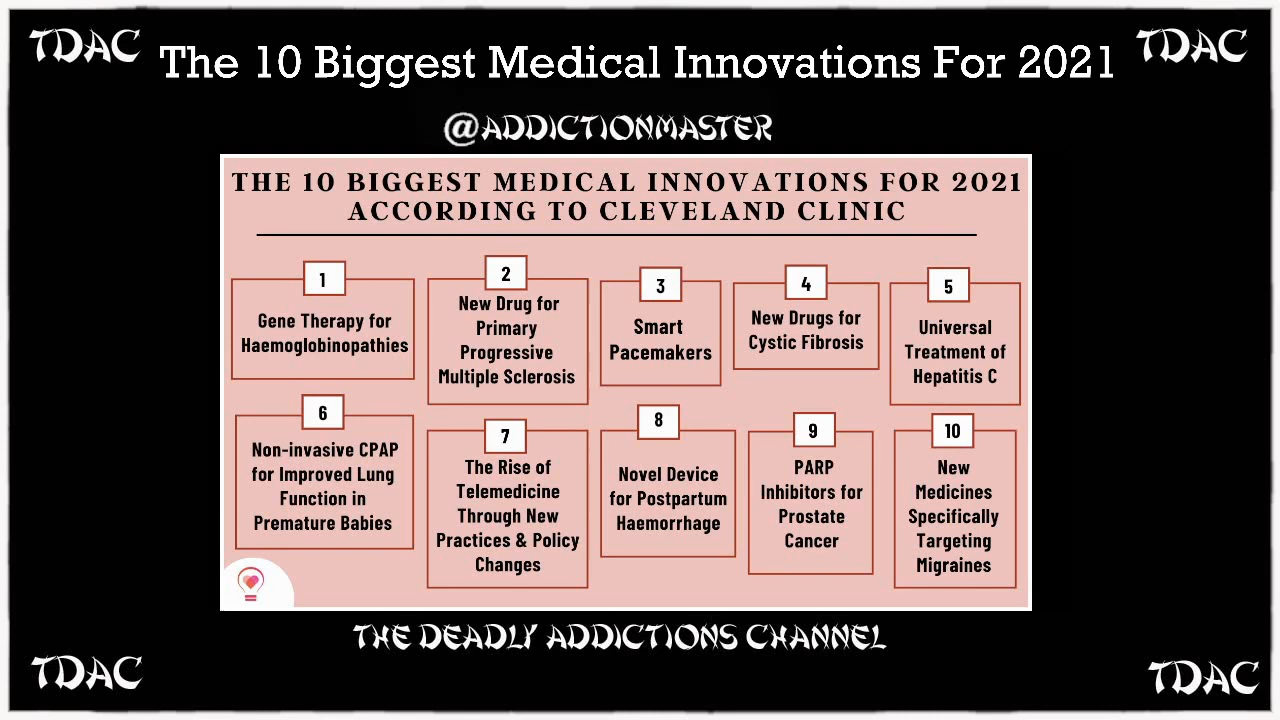 TDAC
The 10 Biggest Medical Innovations For 2021
TDAC
@ADDICTIONMASTER
THE 10 BIGGEST MEDICAL INNOVATIONS FOR 2021
ACCORDING TO CLEVELAND CLINIC
1
Gene Therapy for
Haemoglobinopathies
2
New Drug for
Primary
Progressive
Multiple Sclerosis
3
Smart
Pacemakers
4
New Drugs for
Cystic Fibrosis
5
Universal
Treatment of
Hepatitis C
6
Non-invasive CPAP
for Improved Lung
Function in
Premature Babies
7
The Rise of
Telemedicine
Through New
Practices & Policy
Changes
8
Novel Device
for Postpartum
Haemorrhage
9
PARP
Inhibitors for
Prostate
Cancer
10
New
Medicines
Specifically
Targeting
Migraines
THE DEADLY ADDICTIONS CHANNEL
TDAC
TDAC